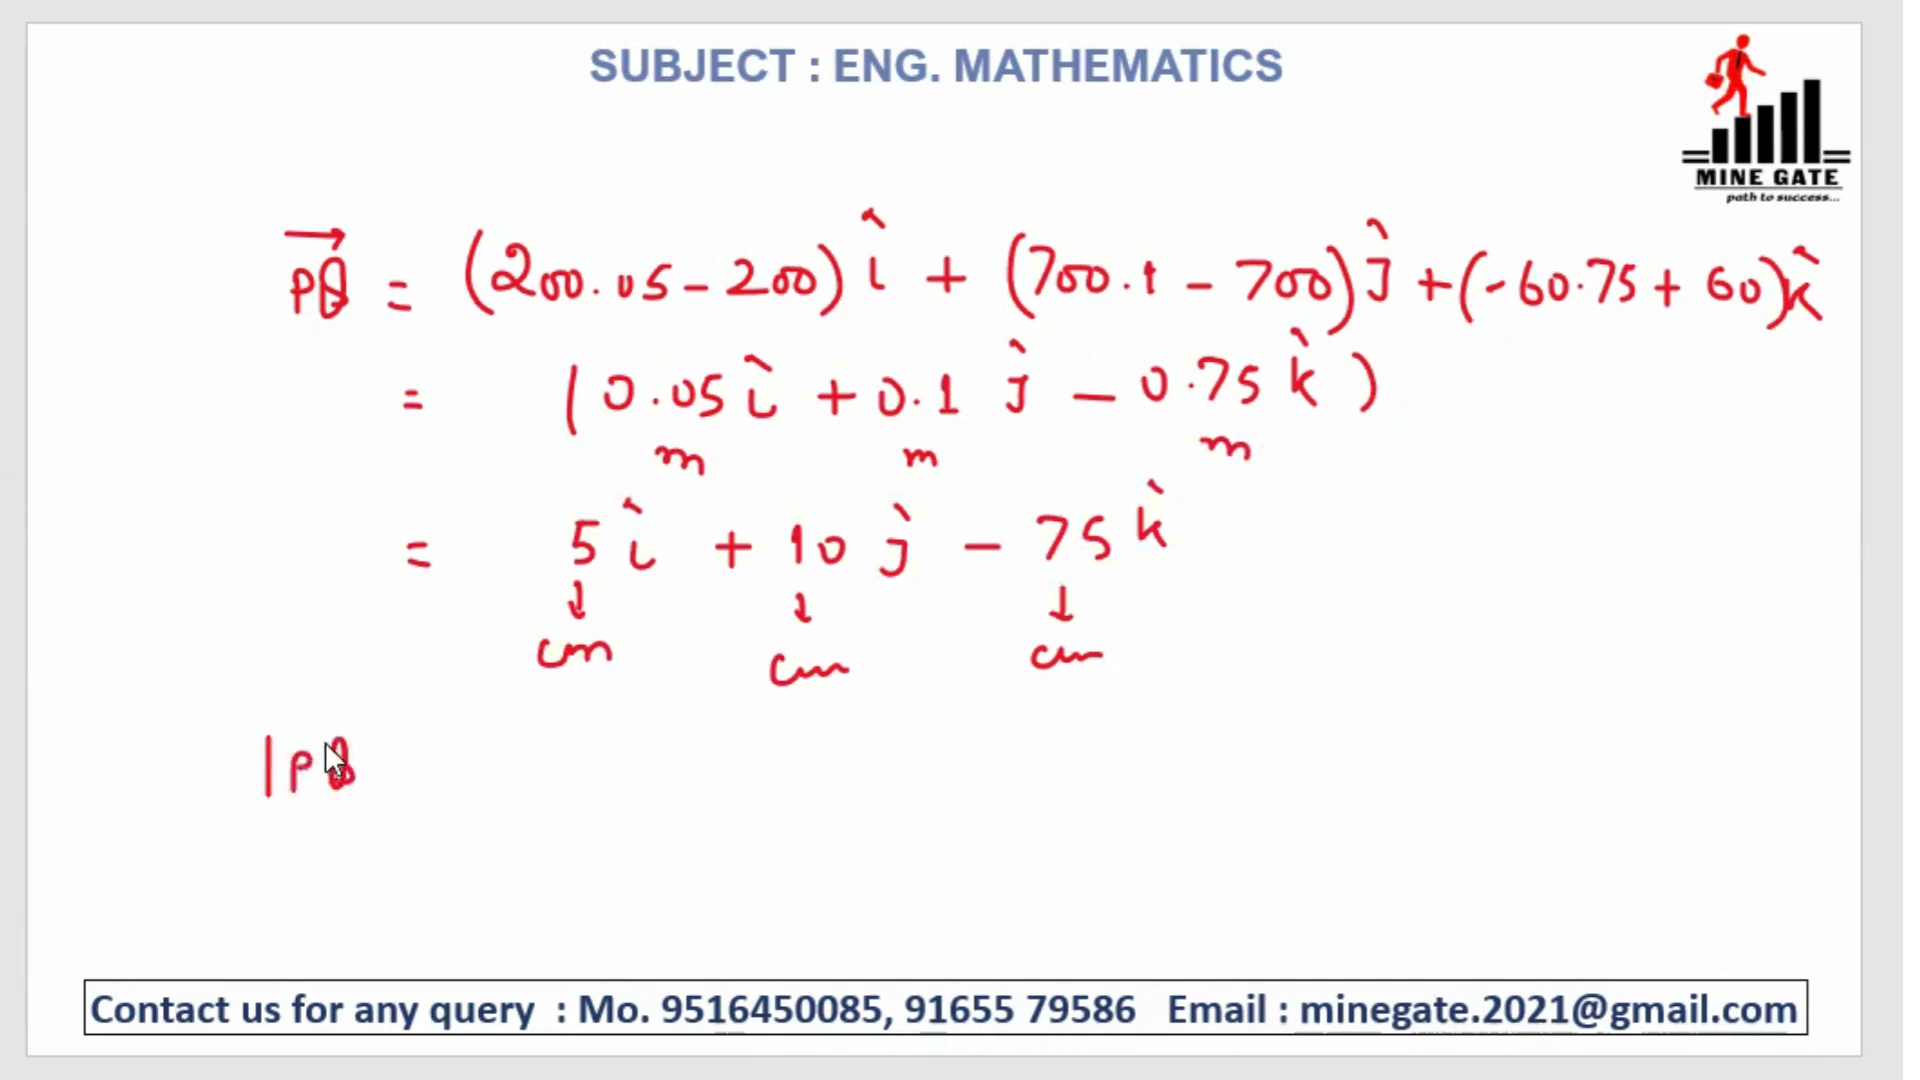 SUBJECT : ENG. MATHEMATICS
MINE GATE
path to success...
PQ⃗ = (200.05 - 200) î + (700.1 - 700) ĵ + (-60.75 + 60) k̂
= (0.05 î + 0.1 ĵ - 0.75 k̂)
m m m
= 5 î + 10 ĵ - 75 k̂
↓ ↓ ↓
cm cm cm
|PQ
Contact us for any query : Mo. 9516450085, 91655 79586 Email : minegate.2021@gmail.com